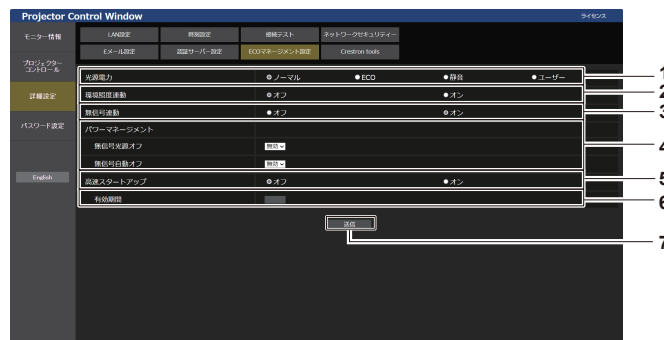 Projector Control Window
ライセンス
モニター情報
LAN設定
時刻設定
接続テスト
ネットワークセキュリティー
Eメール設定
認証サーバー設定
ECOマネージメント設定
Crestron tools
プロジェクター
コントロール
詳細設定
パスワード設定
English
光源電力 ノーマル ECO 静音 ユーザー
1
環境照度連動 オフ オン
2
無信号連動 オフ オン
3
パワーマネージメント
無信号光源オフ 無効
4
無信号自動オフ 無効
高速スタートアップ オフ オン
5
有効期間
6
送信
7